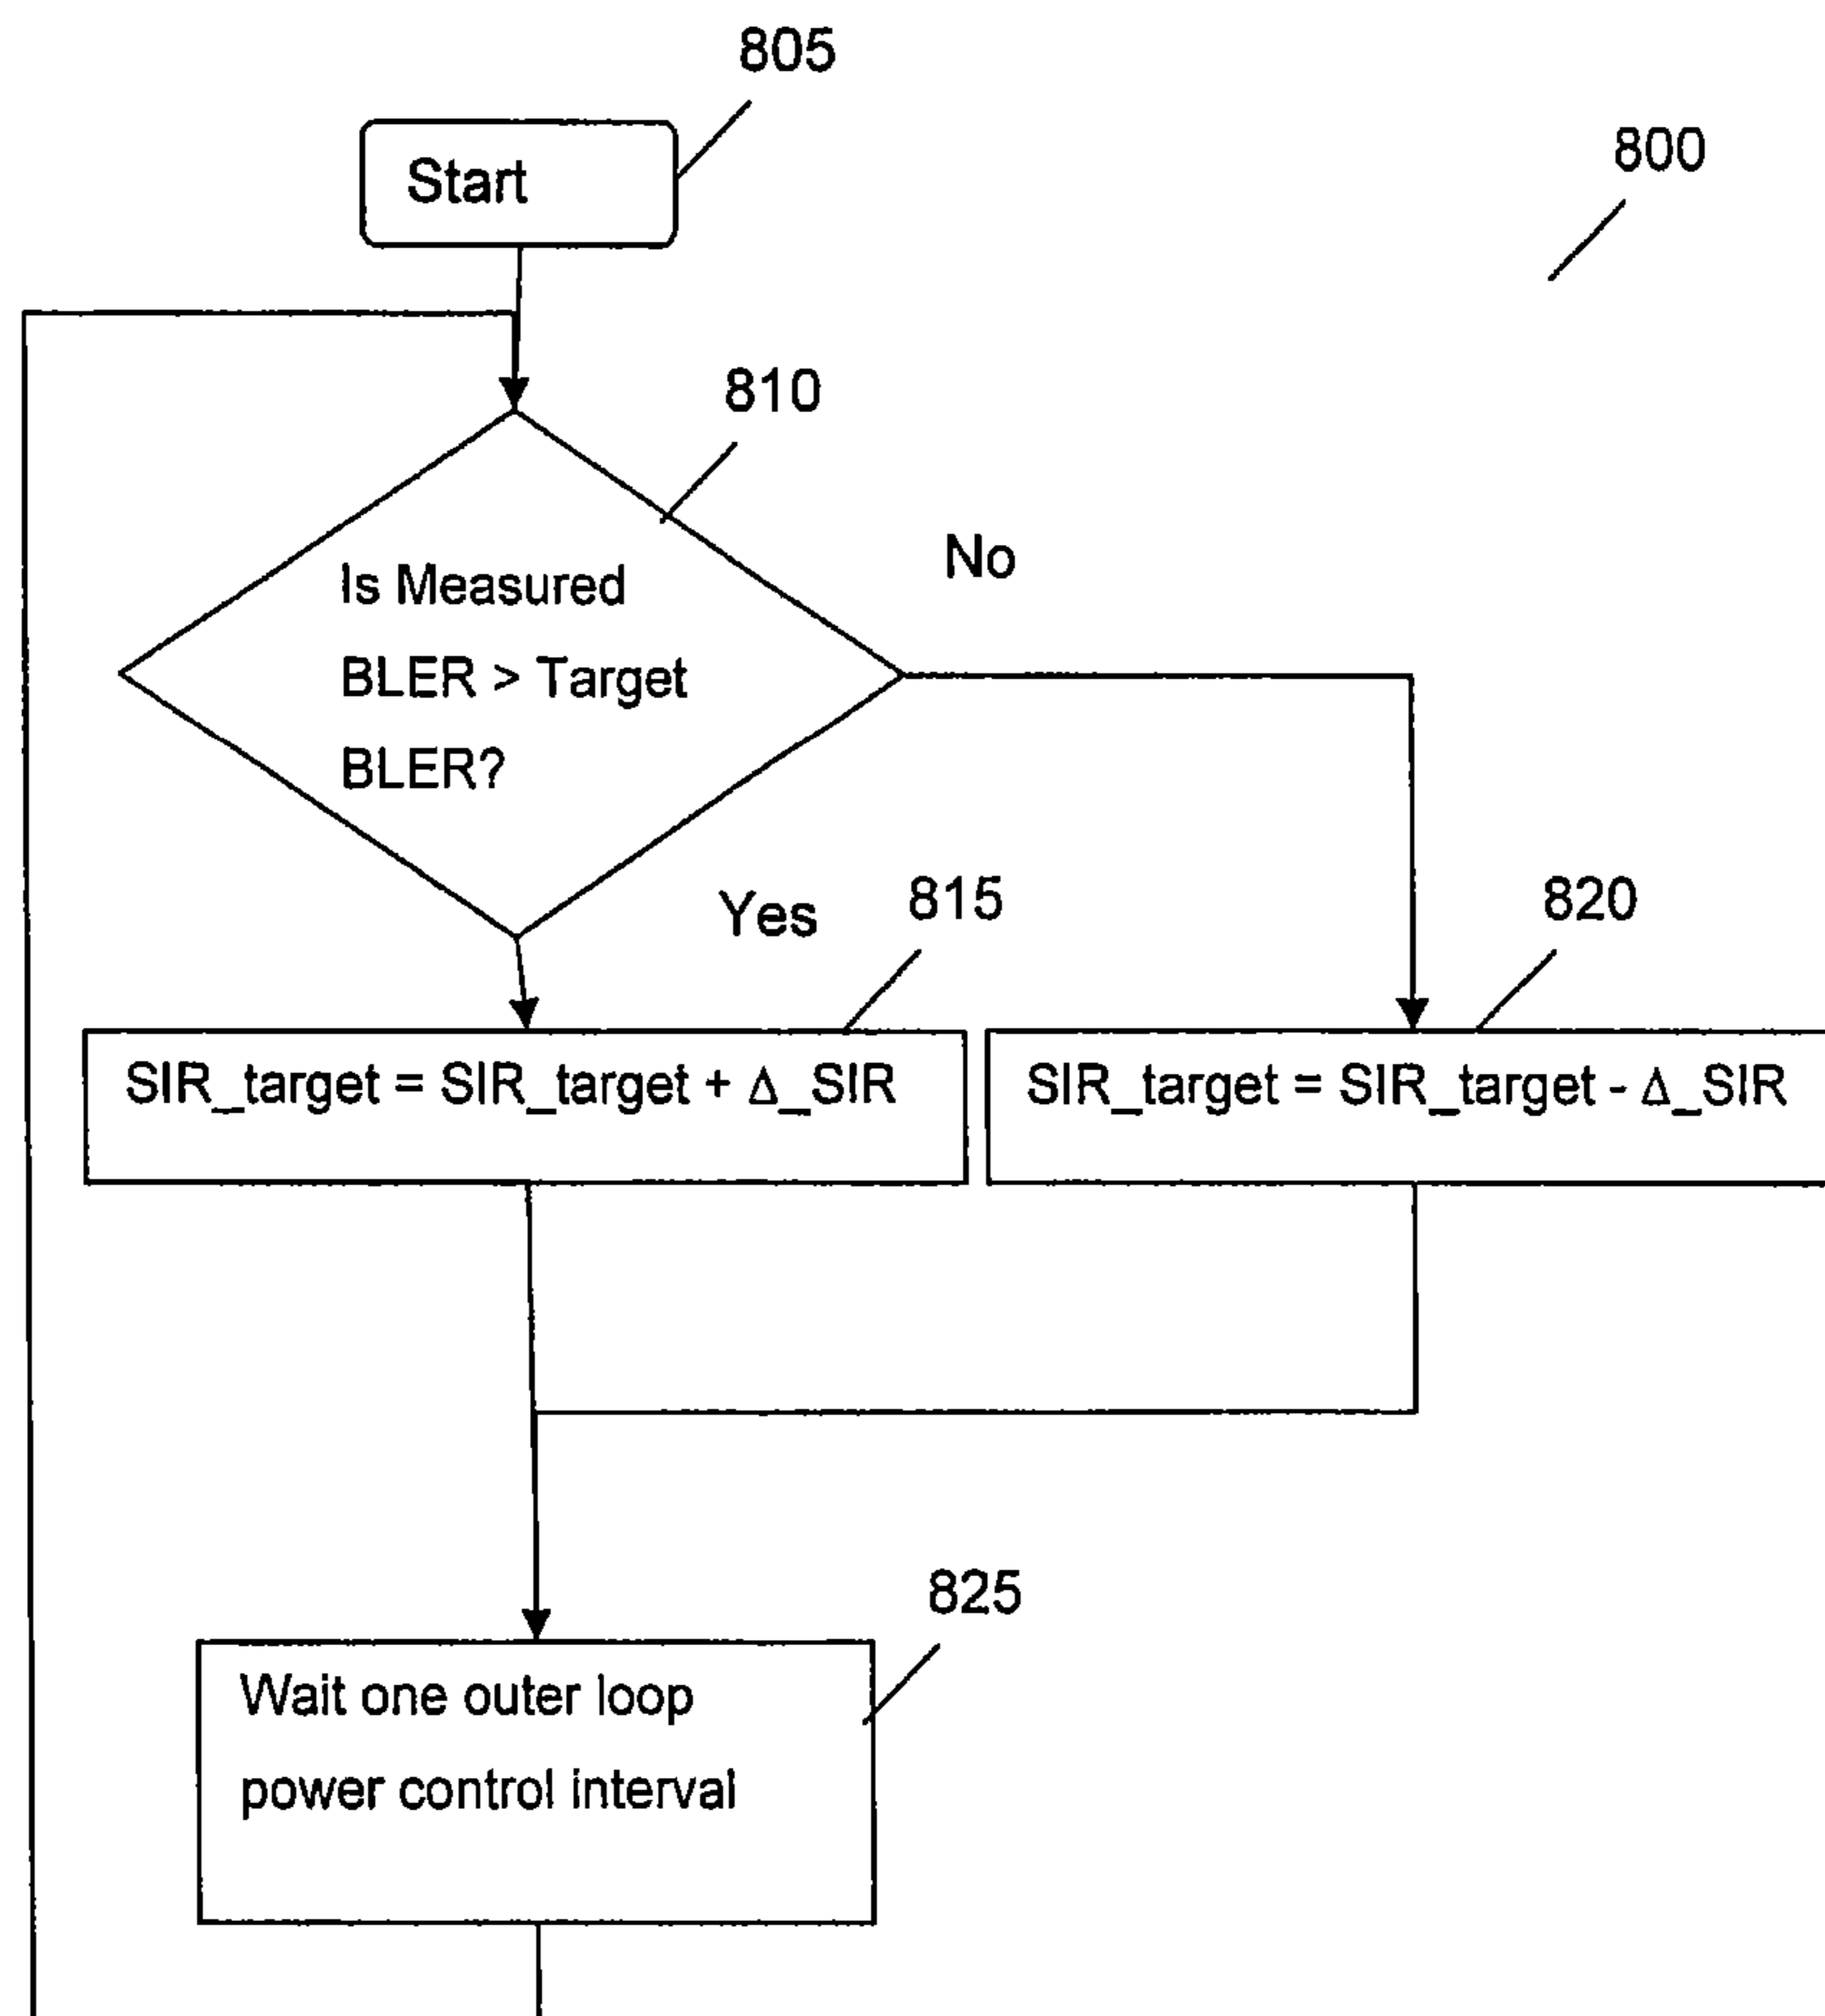 805
Start
800
810
Is Measured
BLER > Target
BLER?
No
Yes
815
820
SIR_target = SIR_target + Δ_SIR
SIR_target = SIR_target - Δ_SIR
825
Wait one outer loop
power control interval